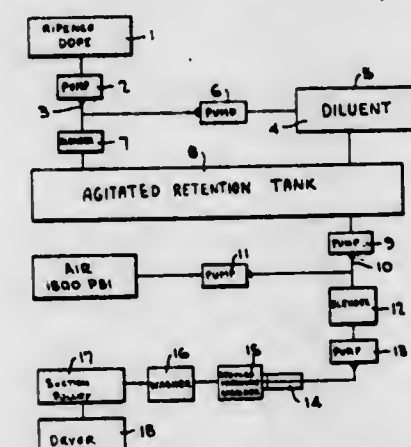 RIPENED
DOPE
1
PUMP
2
3
6
PUMP
5
4
DILUENT
BLENDER
7
8
AGITATED RETENTION TANK
PUMP
9
10
AIR
1800 PSI
PUMP
11
BLENDER
12
PUMP
13
17
SUCTION
16
WASHER
15
14
DRYER
18